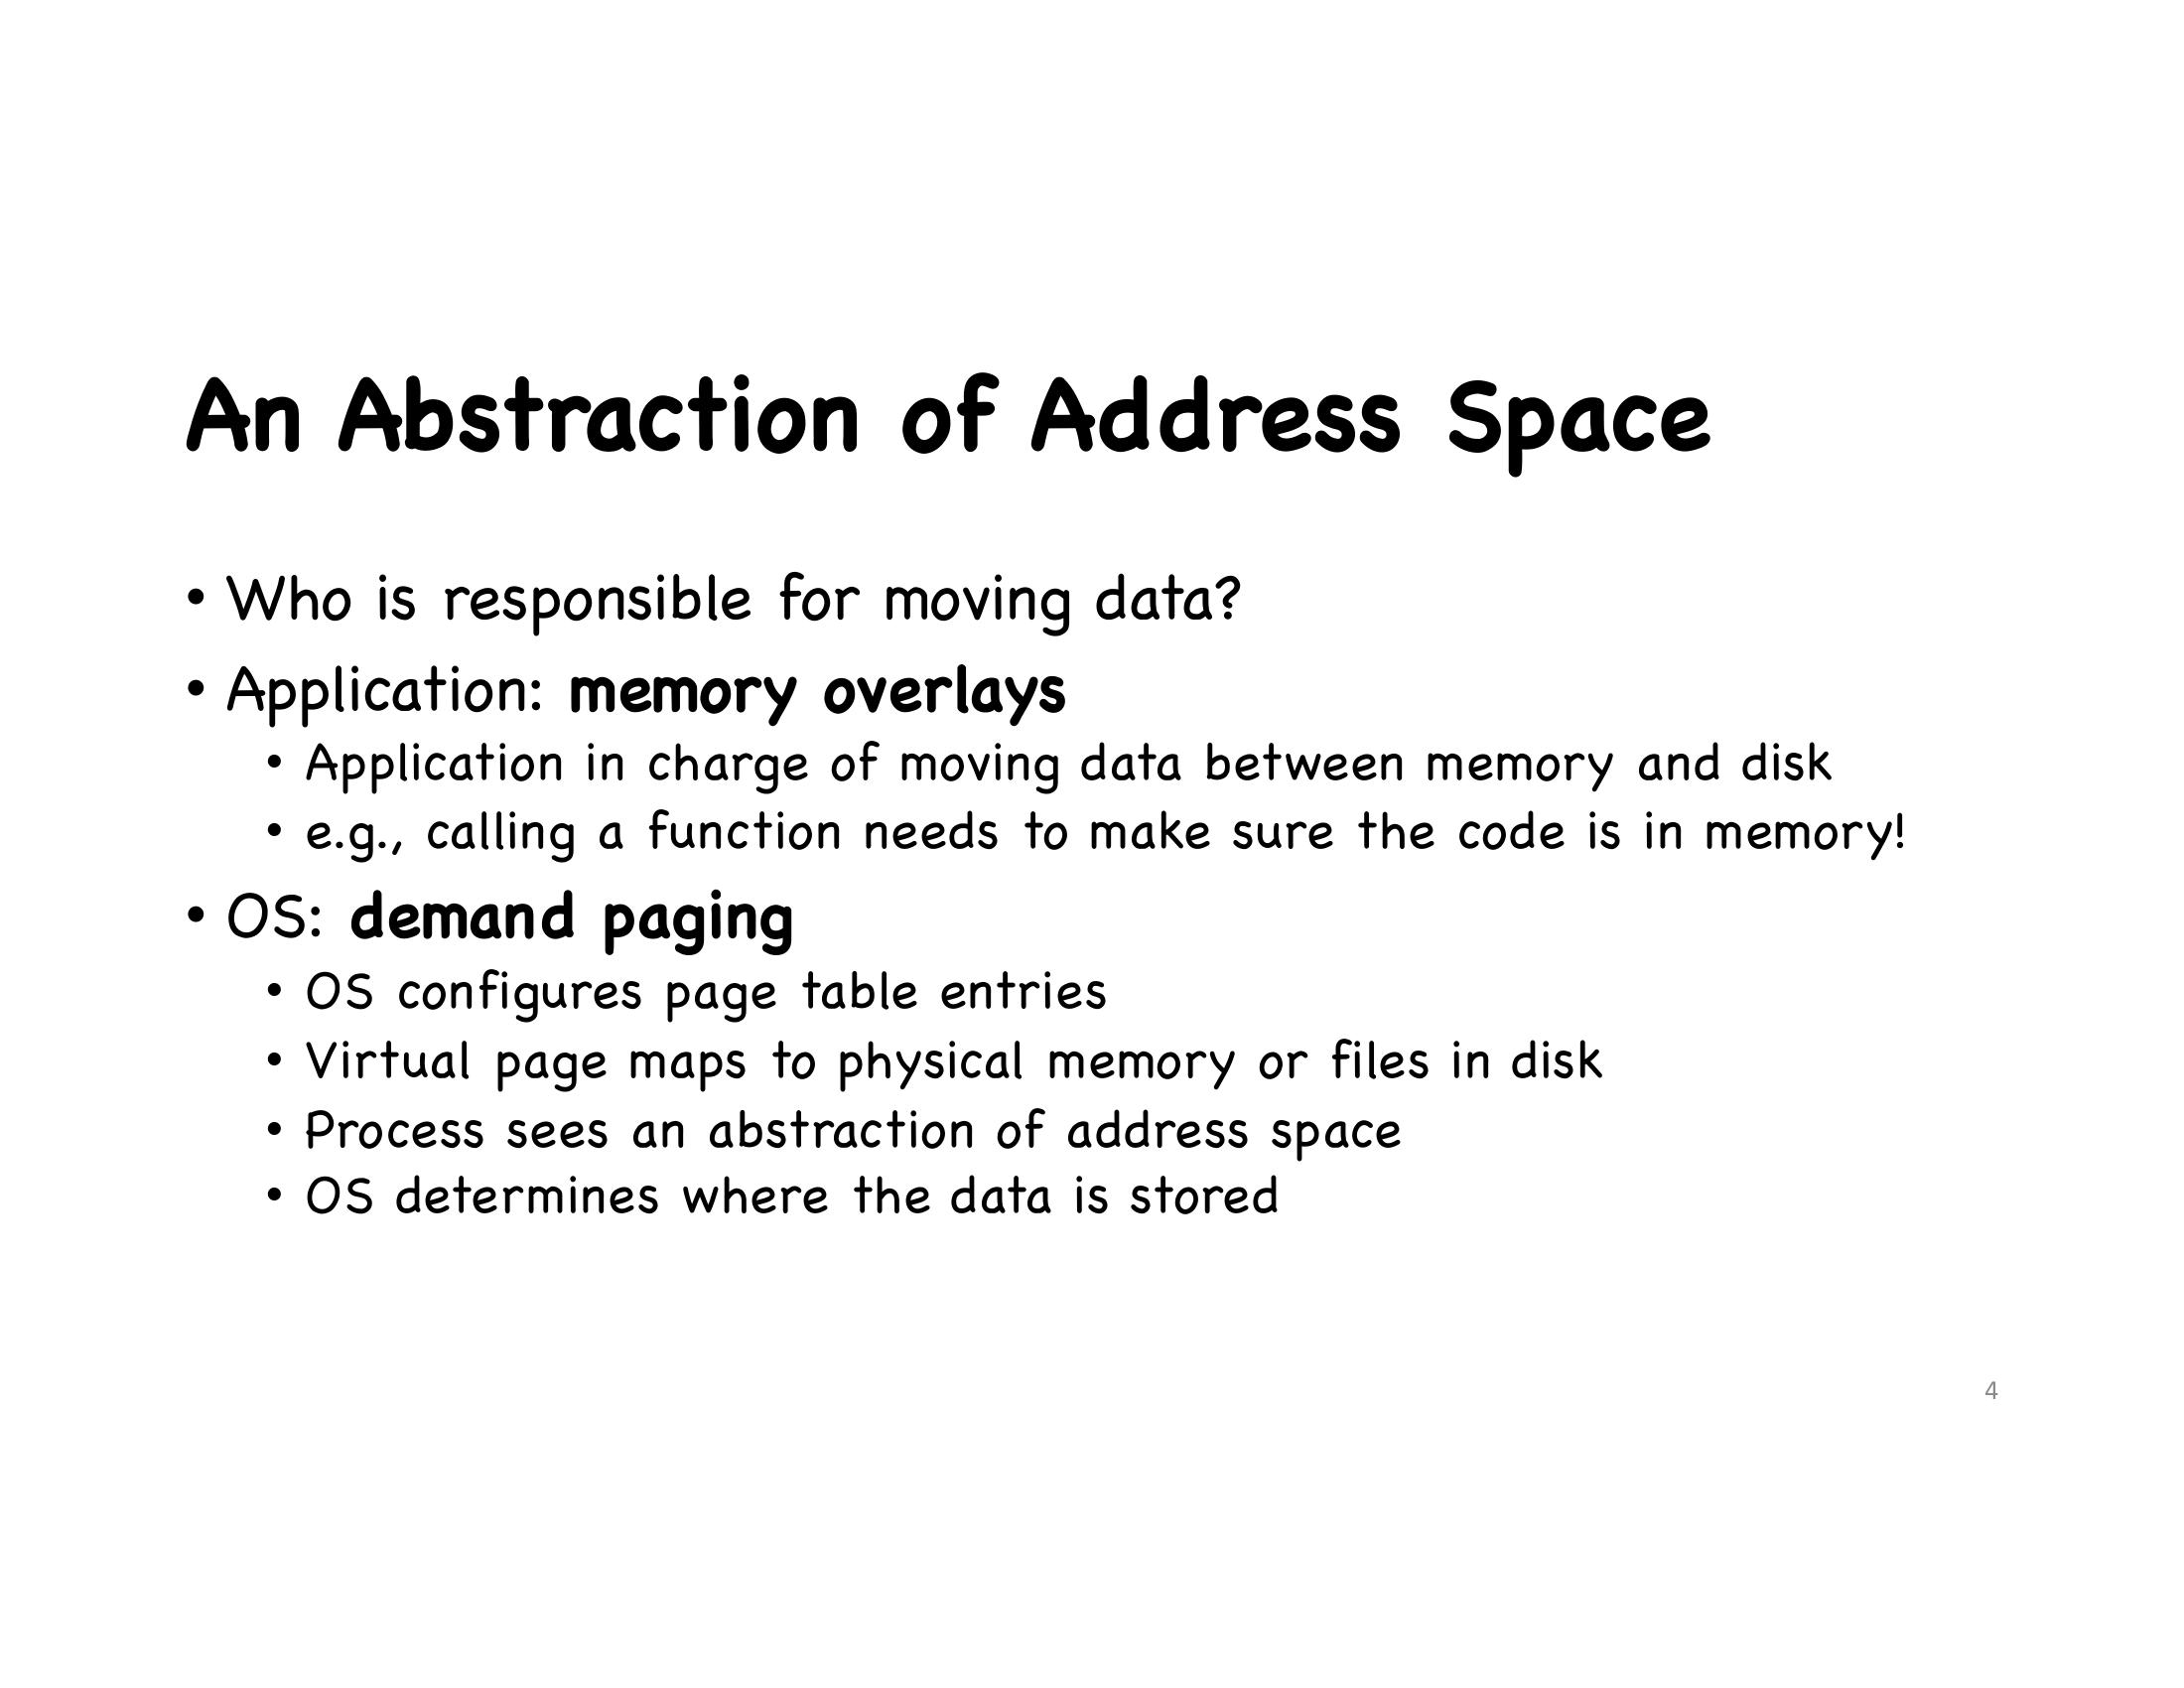 An Abstraction of Address Space
• Who is responsible for moving data?
• Application: memory overlays
• Application in charge of moving data between memory and disk
• e.g., calling a function needs to make sure the code is in memory!
• OS: demand paging
• OS configures page table entries
• Virtual page maps to physical memory or files in disk
• Process sees an abstraction of address space
• OS determines where the data is stored
4